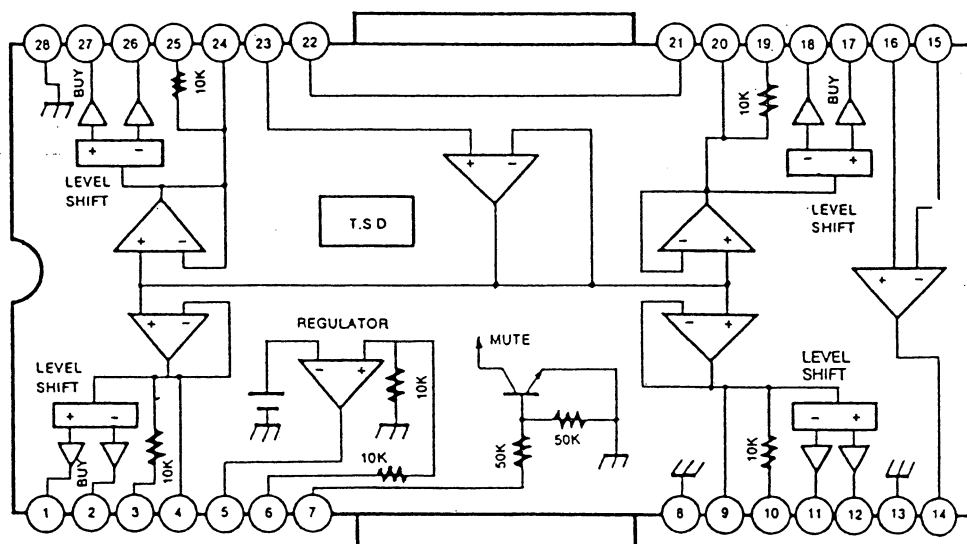 28 27 26 25 24 23 22 21 20 19 18 17 16 15
BUY
10K
10K
BUY
+ -
- +
+ -
LEVEL
SHIFT
LEVEL
SHIFT
T.S D
+ -
- +
+ -
+ -
- +
REGULATOR
MUTE
- +
LEVEL
SHIFT
LEVEL
SHIFT
10K
+ -
- +
50K
BUY
10K
10K
50K
10K
1 2 3 4 5 6 7 8 9 10 11 12 13 14